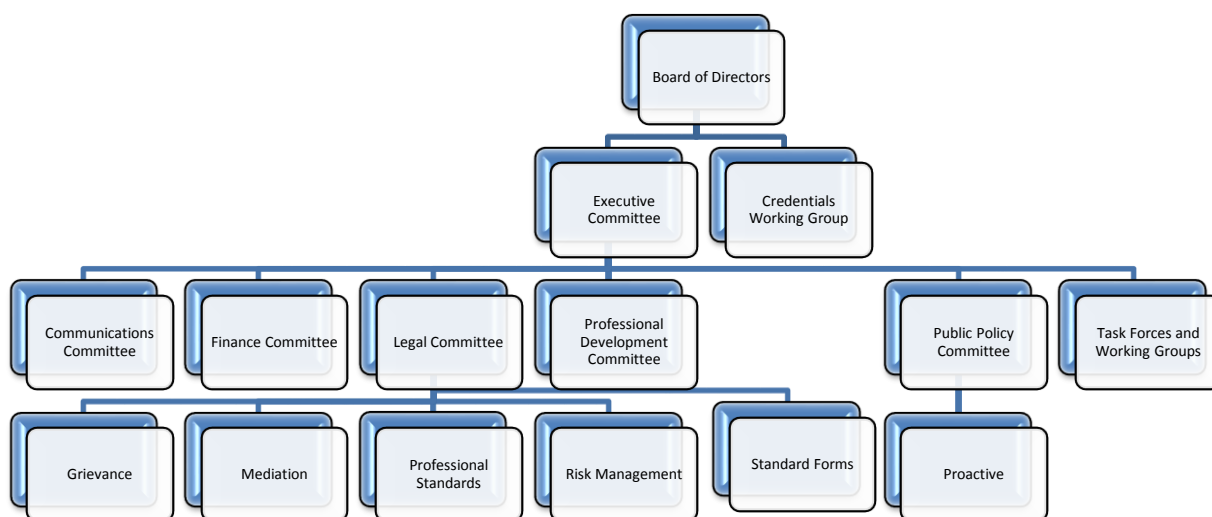 Board of Directors
Executive
Committee
Credentials
Working Group
Communications
Committee
Finance Committee
Legal Committee
Professional
Development
Committee
Public Policy
Committee
Task Forces and
Working Groups
Grievance
Mediation
Professional
Standards
Risk Management
Standard Forms
Proactive